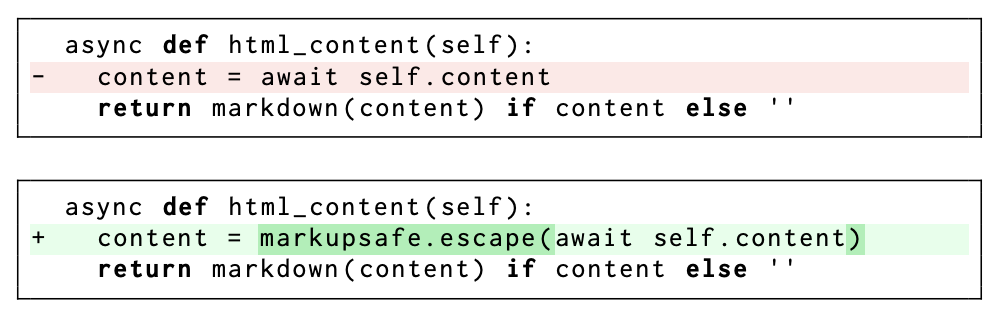 async def html_content(self):
-   content = await self.content
    return markdown(content) if content else ''
async def html_content(self):
+   content = markupsafe.escape(await self.content)
    return markdown(content) if content else ''